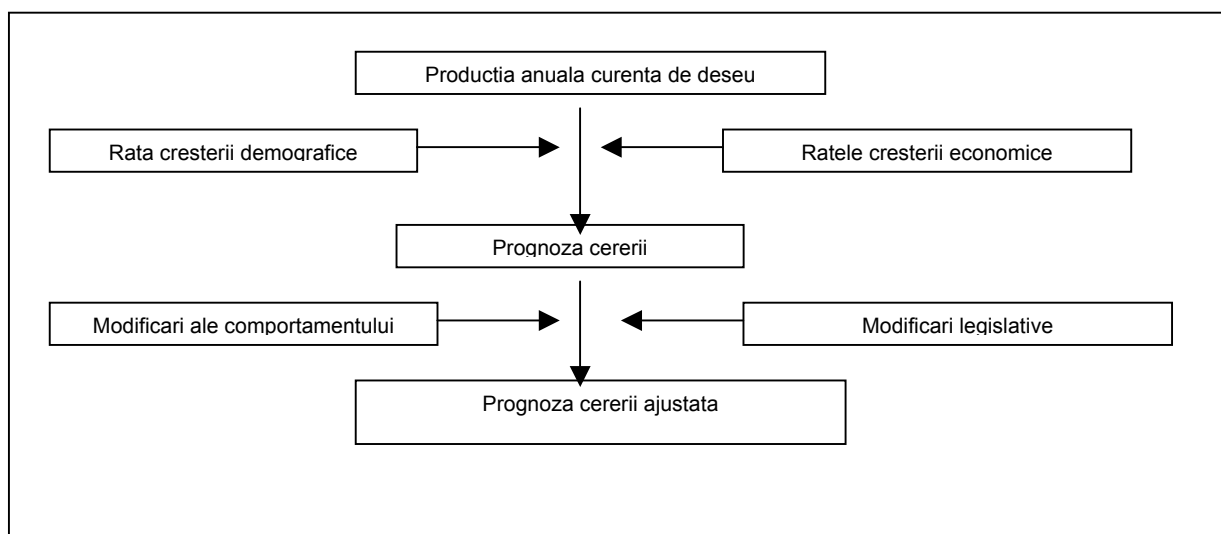 Productia anuala curenta de deseu
Rata cresterii demografice
Ratele cresterii economice
Prognoza cererii
Modificari ale comportamentului
Modificari legislative
Prognoza cererii ajustata